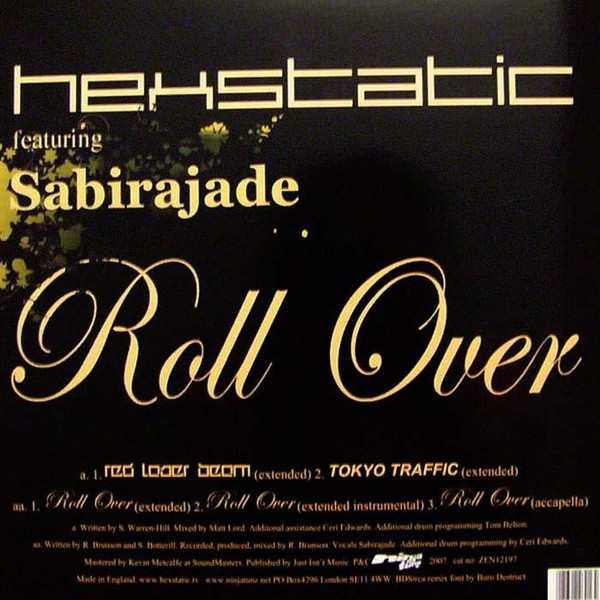 hexstatic
featuring
Sabirajade
Roll Over
a. 1. red laser beam (extended) 2. TOKYO TRAFFIC (extended)
aa. 1. Roll Over (extended) 2. Roll Over (extended instrumental) 3. Roll Over (accapella)
a. Written by S. Warren-Hill. Mixed by Matt Lord. Additonal assistance Ceri Edwards. Additional drum programming Tom Belton.
aa. Written by R. Brunson and S. Botterill. Recorded, produced, mixed by R. Brunson. Vocals Sabirajade. Additional drum programming by Ceri Edwards.
Mastered by Kevin Metcalfe at SoundMasters. Published by Just Isn't Music. P&C ninja tune 2007 cat no: ZEN12197
Made in England. www.hexstatic.tv www.ninjatune.net PO Box4296 London SE11 4WW. BDSorca remix font by Buro Destruct